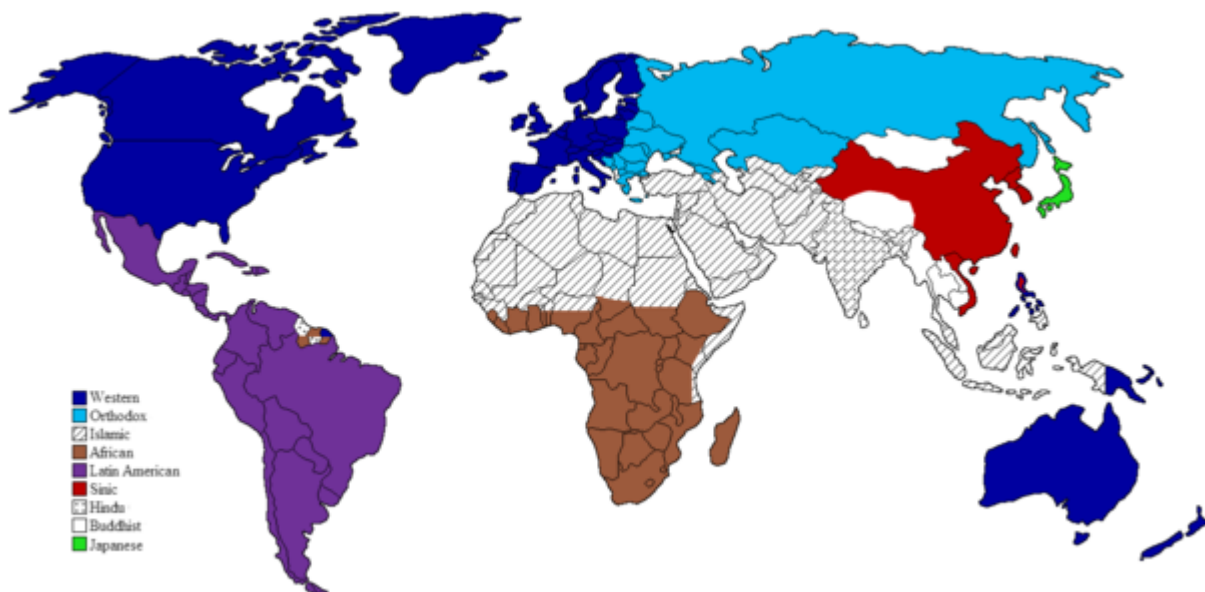 Western
Orthodox
Islamic
African
Latin American
Sinic
Hindu
Buddhist
Japanese